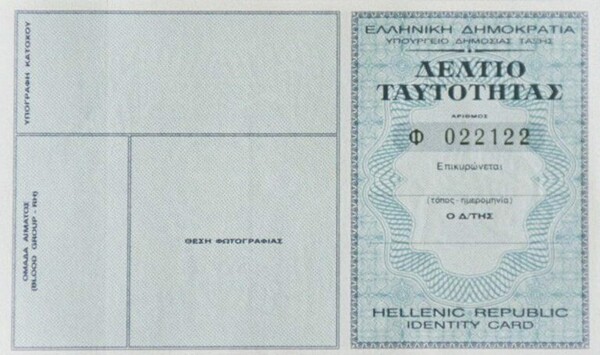 ΥΠΟΓΡΑΦΗ ΚΑΤΟΧΟΥ
ΟΜΑΔΑ ΑΙΜΑΤΟΣ
(BLOOD GROUP - RH)
ΘΕΣΗ ΦΩΤΟΓΡΑΦΙΑΣ
ΕΛΛΗΝΙΚΗ ΔΗΜΟΚΡΑΤΙΑ
ΥΠΟΥΡΓΕΙΟ ΔΗΜΟΣΙΑΣ ΤΑΞΗΣ
ΔΕΛΤΙΟ
ΤΑΥΤΟΤΗΤΑΣ
ΑΡΙΘΜΟΣ
Φ 022122
Επικυρώνεται
(τόπος - ημερομηνία)
Ο Δ/ΤΗΣ
HELLENIC REPUBLIC
IDENTITY CARD